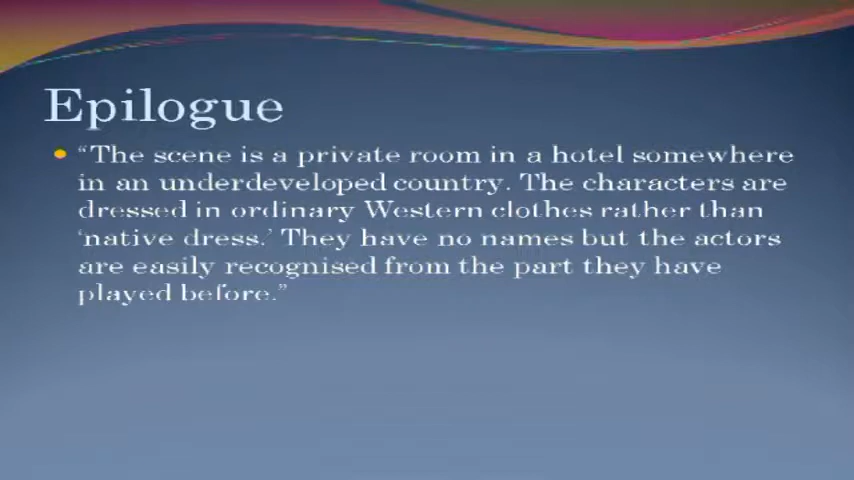 Epilogue
• “The scene is a private room in a hotel somewhere
in an underdeveloped country. The characters are
dressed in ordinary Western clothes rather than
‘native dress.’ They have no names but the actors
are easily recognised from the part they have
played before.”